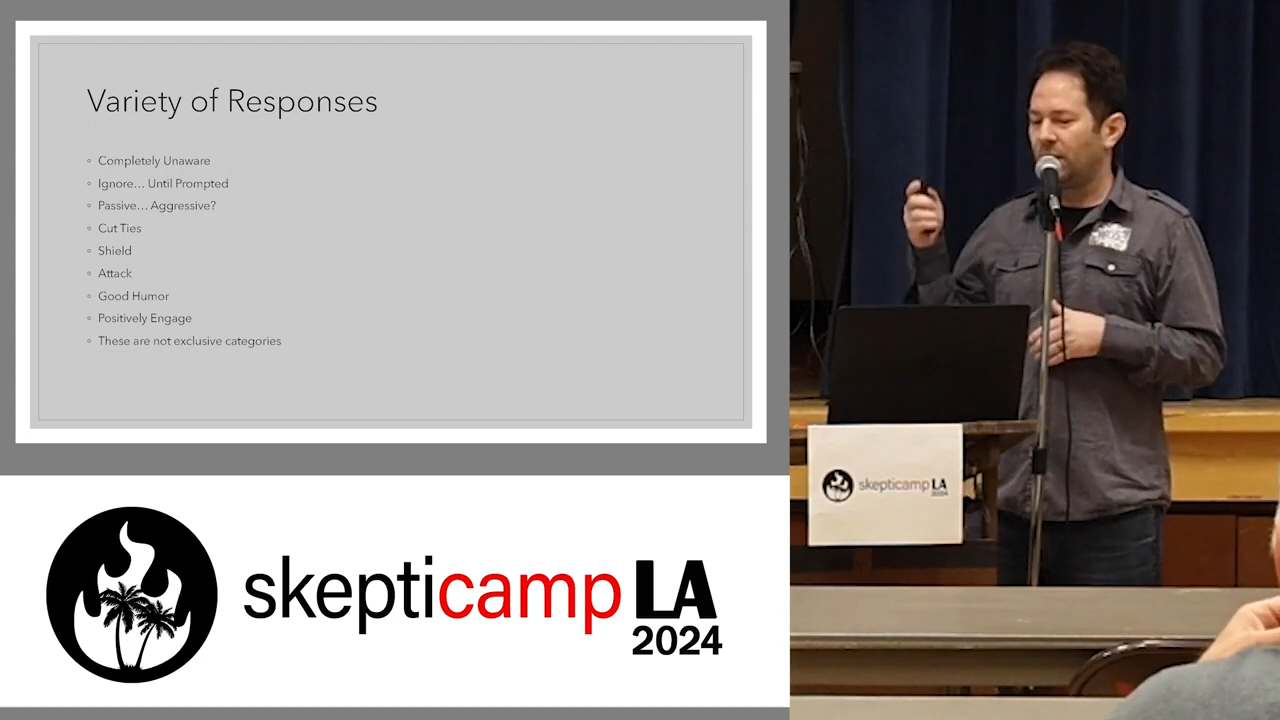 Variety of Responses
Completely Unaware
Ignore... Until Prompted
Passive... Aggressive?
Cut Ties
Shield
Attack
Good Humor
Positively Engage
These are not exclusive categories
skepticamp LA
2024
skepticamp LA
2024